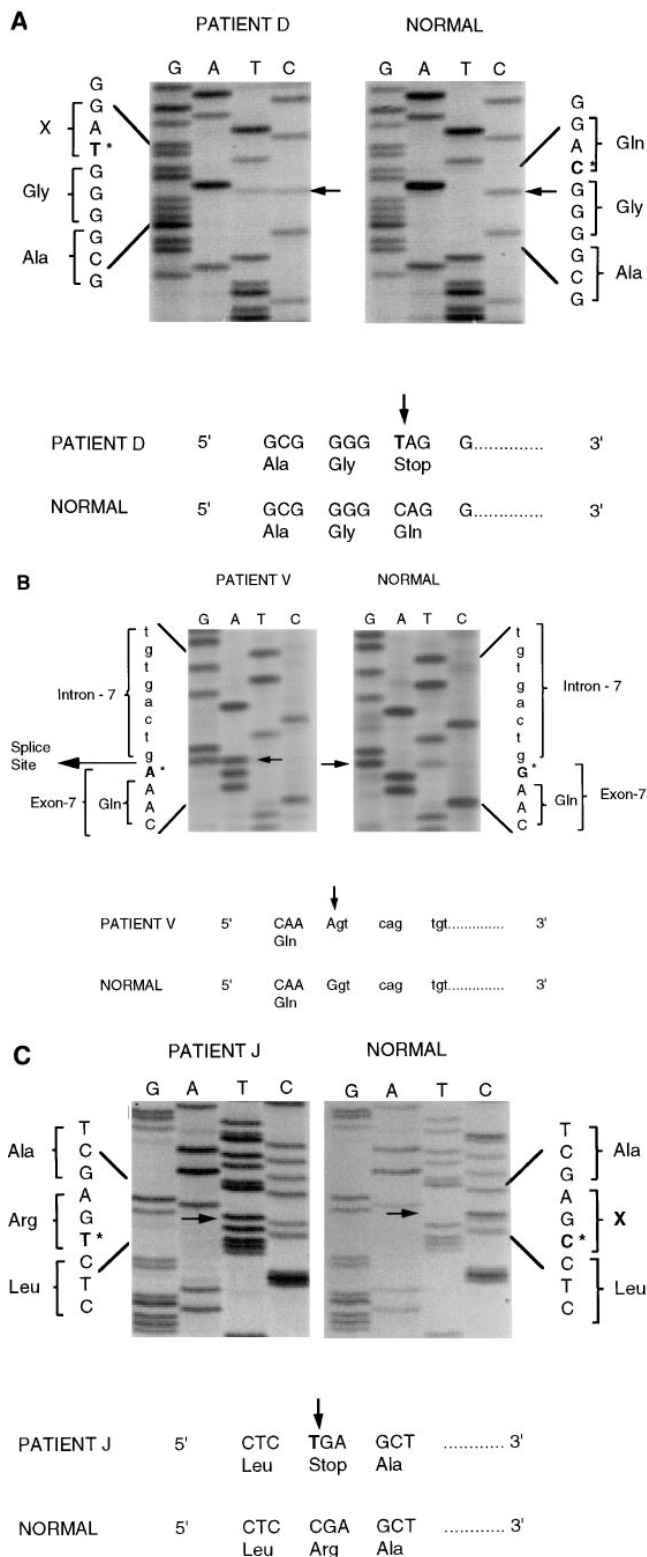 A
PATIENT D NORMAL
G A T C G A T C
G
G
A
T*
G
G
G
G
C
G
X
Gly
Ala
G
G
A
C*
G
G
G
G
C
G
Gln
Gly
Ala
PATIENT D 5' GCG GGG TAG G.............. 3'
Ala Gly Stop
NORMAL 5' GCG GGG CAG G.............. 3'
Ala Gly Gln
B
PATIENT V NORMAL
G A T C G A T C
t
g
t
g
a
c
t
g
A*
A
A
C
Intron - 7
Splice
Site
Exon-7
Gln
t
g
t
g
a
c
t
g
G*
A
A
C
Intron - 7
Gln
Exon-7
PATIENT V 5' CAA Agt cag tgt.............. 3'
Gln
NORMAL 5' CAA Ggt cag tgt.............. 3'
Gln
C
PATIENT J NORMAL
G A T C G A T C
T
C
G
A
G
T*
C
T
C
Ala
Arg
Leu
T
C
G
A
G
C*
C
T
C
Ala
X
Leu
PATIENT J 5' CTC TGA GCT ............ 3'
Leu Stop Ala
NORMAL 5' CTC CGA GCT ............ 3'
Leu Arg Ala